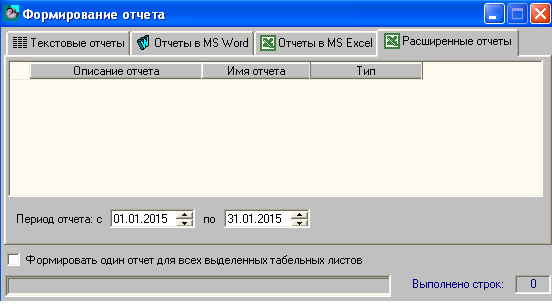 Формирование отчета
Текстовые отчеты Отчеты в MS Word Отчеты в MS Excel Расширенные отчеты
Описание отчета Имя отчета Тип
Период отчета: с 01.01.2015 по 31.01.2015
Формировать один отчет для всех выделенных табельных листов
Выполнено строк: 0